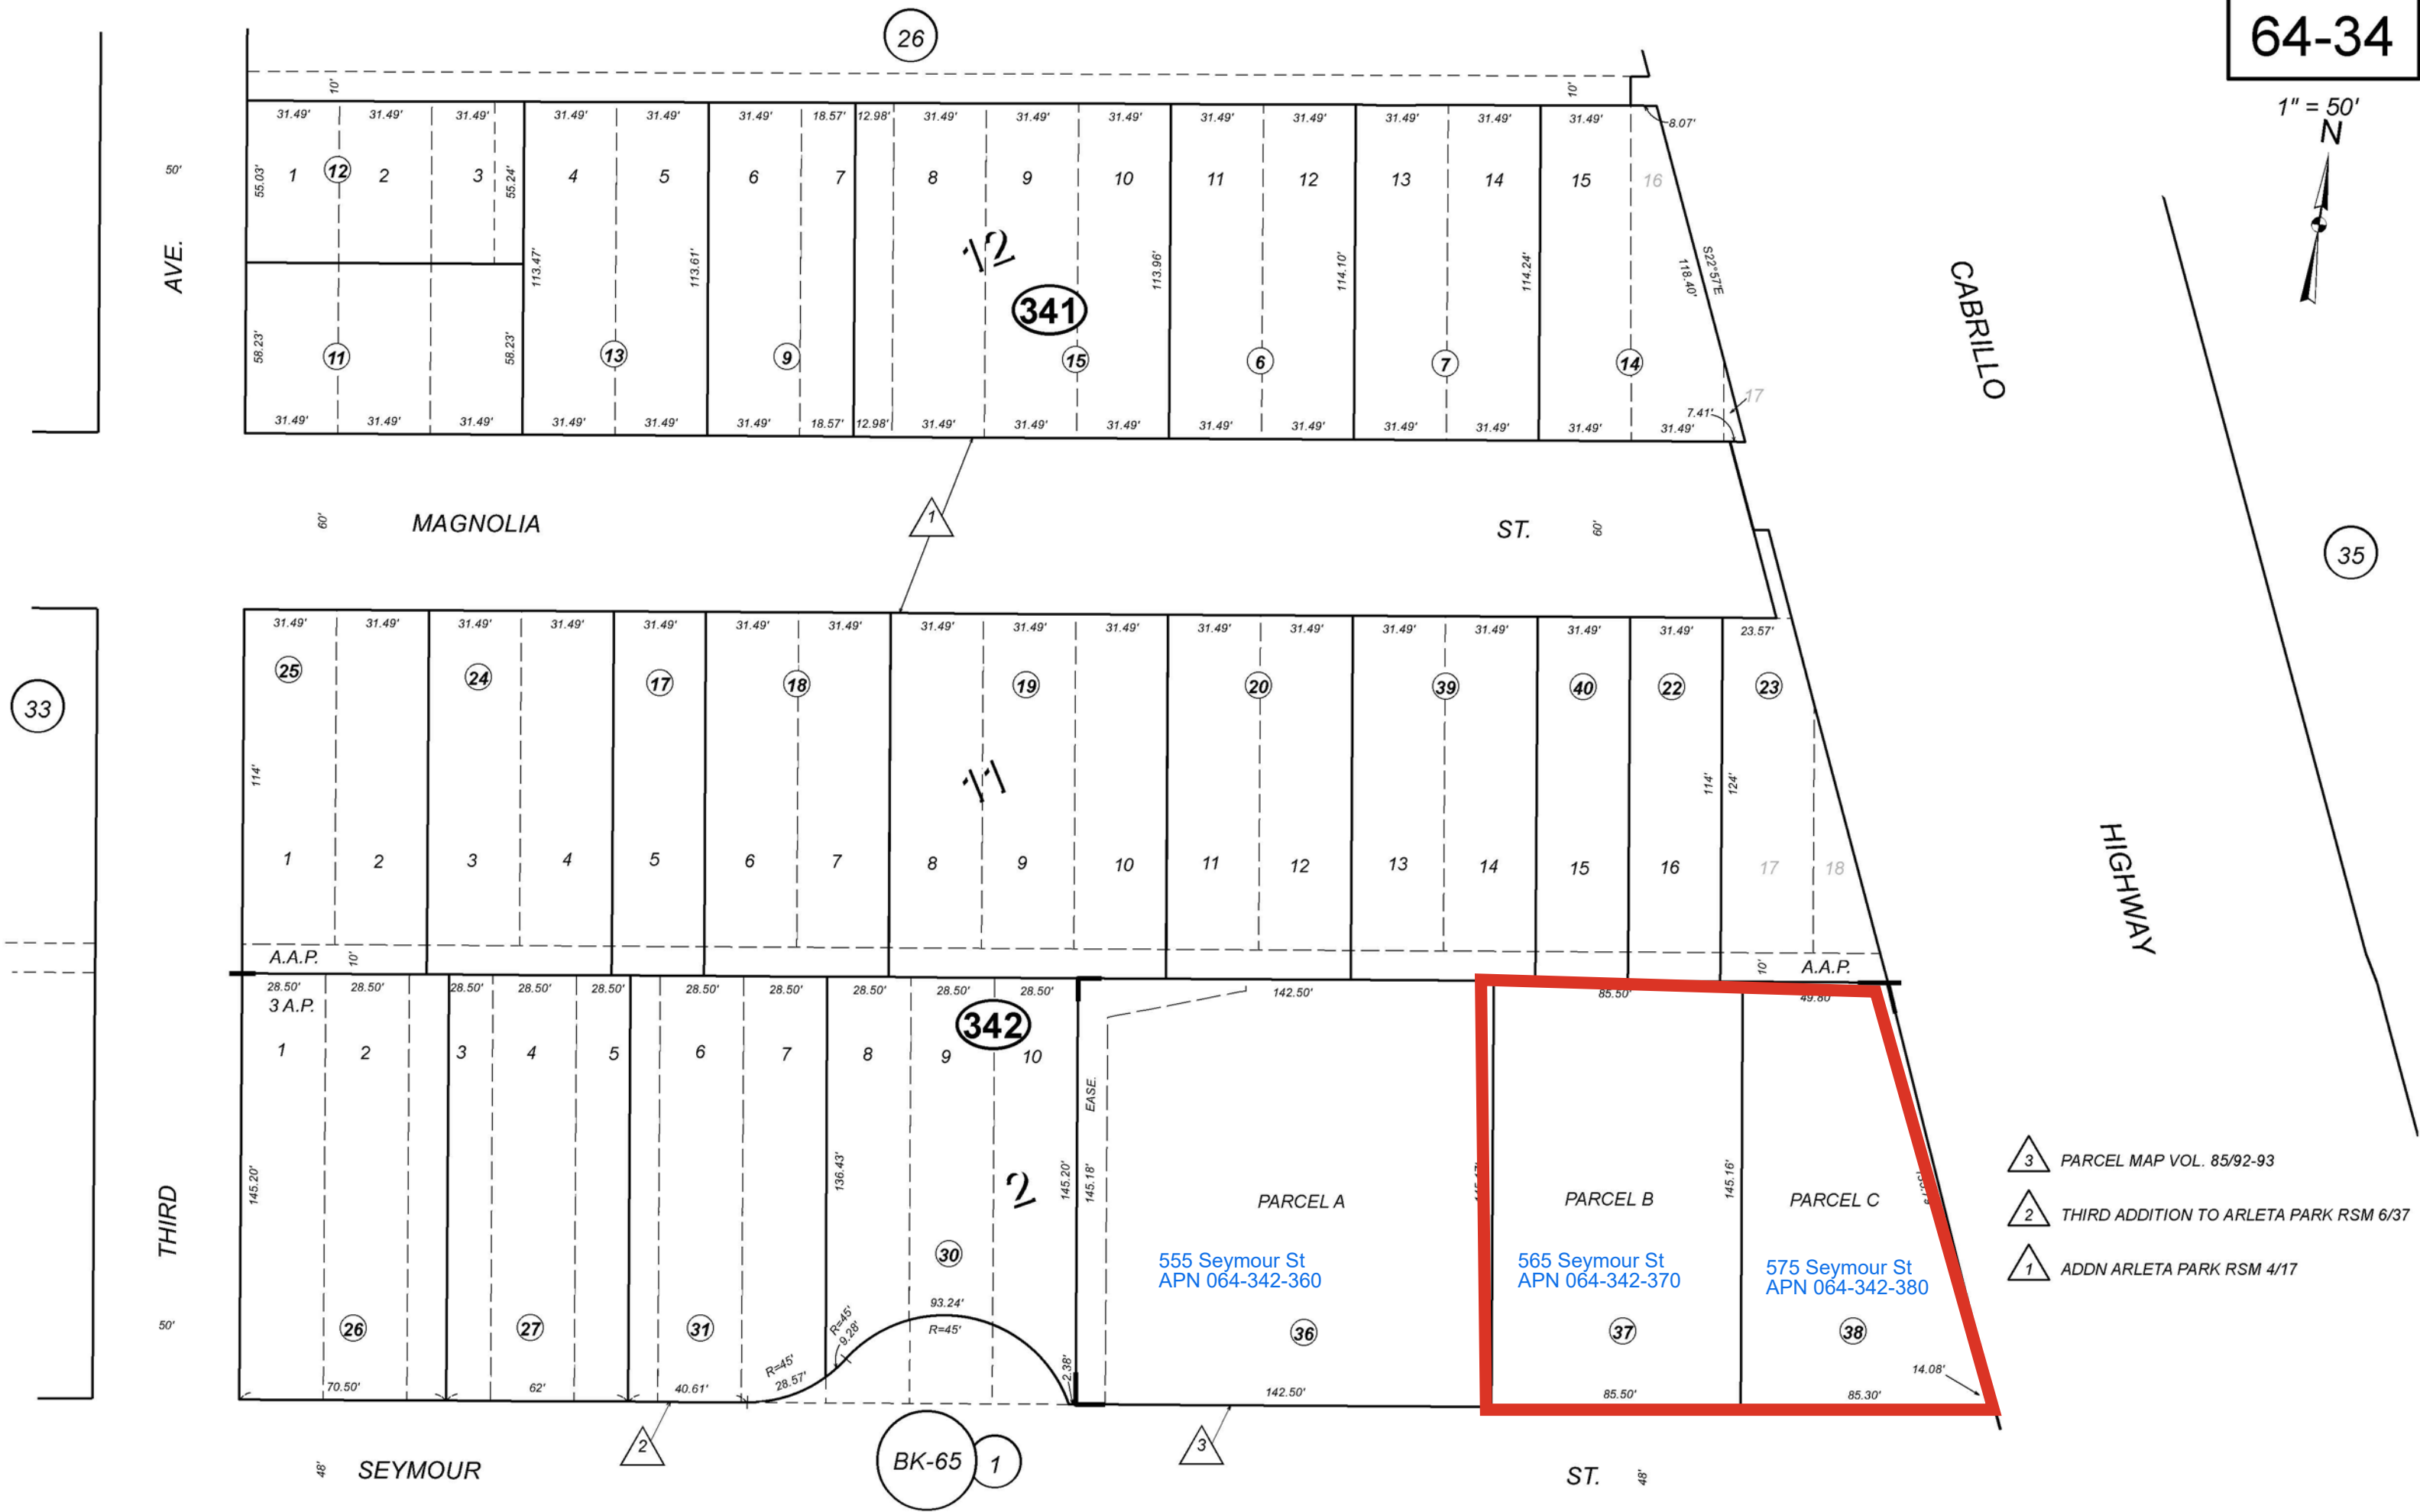 64-34
1" = 50'
N
26
10'
10'
31.49' 31.49' 31.49' 31.49' 31.49' 31.49' 18.57' 12.98' 31.49' 31.49' 31.49' 31.49' 31.49' 31.49' 31.49' 31.49' 8.07'
50'
55.03' 1 12 2 3 55.24' 4 5 6 7 8 9 10 11 12 13 14 15 16
AVE.
12
341
113.47' 113.61' 113.96' 114.10' 114.24' 118.40' S22°57'E
CABRILLO
58.23' 11 58.23' 13 9 15 6 7 14
17
7.41'
31.49' 31.49' 31.49' 31.49' 31.49' 31.49' 18.57' 12.98' 31.49' 31.49' 31.49' 31.49' 31.49' 31.49' 31.49' 31.49' 31.49'
60' MAGNOLIA 1 ST. 60'
35
31.49' 31.49' 31.49' 31.49' 31.49' 31.49' 31.49' 31.49' 31.49' 31.49' 31.49' 31.49' 31.49' 31.49' 31.49' 31.49' 23.57'
33
25 24 17 18 19 20 39 40 22 23
114' 11 114' 124'
1 2 3 4 5 6 7 8 9 10 11 12 13 14 15 16 17 18
HIGHWAY
A.A.P. 10' 10' A.A.P.
28.50' 28.50' 28.50' 28.50' 28.50' 28.50' 28.50' 28.50' 28.50' 28.50' 142.50' 85.50' 49.80'
3 A.P.
342
1 2 3 4 5 6 7 8 9 10
EASE.
THIRD
145.20' 136.43' 2 145.20' 145.18' 145.16'
PARCEL A PARCEL B PARCEL C
3 PARCEL MAP VOL. 85/92-93
2 THIRD ADDITION TO ARLETA PARK RSM 6/37
1 ADDN ARLETA PARK RSM 4/17
555 Seymour St
APN 064-342-360
565 Seymour St
APN 064-342-370
575 Seymour St
APN 064-342-380
30
50'
26 27 31 36 37 38
93.24'
R=45'
R=45'
9.28'
R=45'
28.57'
2.38'
14.08'
70.50' 62' 40.61' 142.50' 85.50' 85.30'
2 3
48' SEYMOUR BK-65 1 ST. 48'